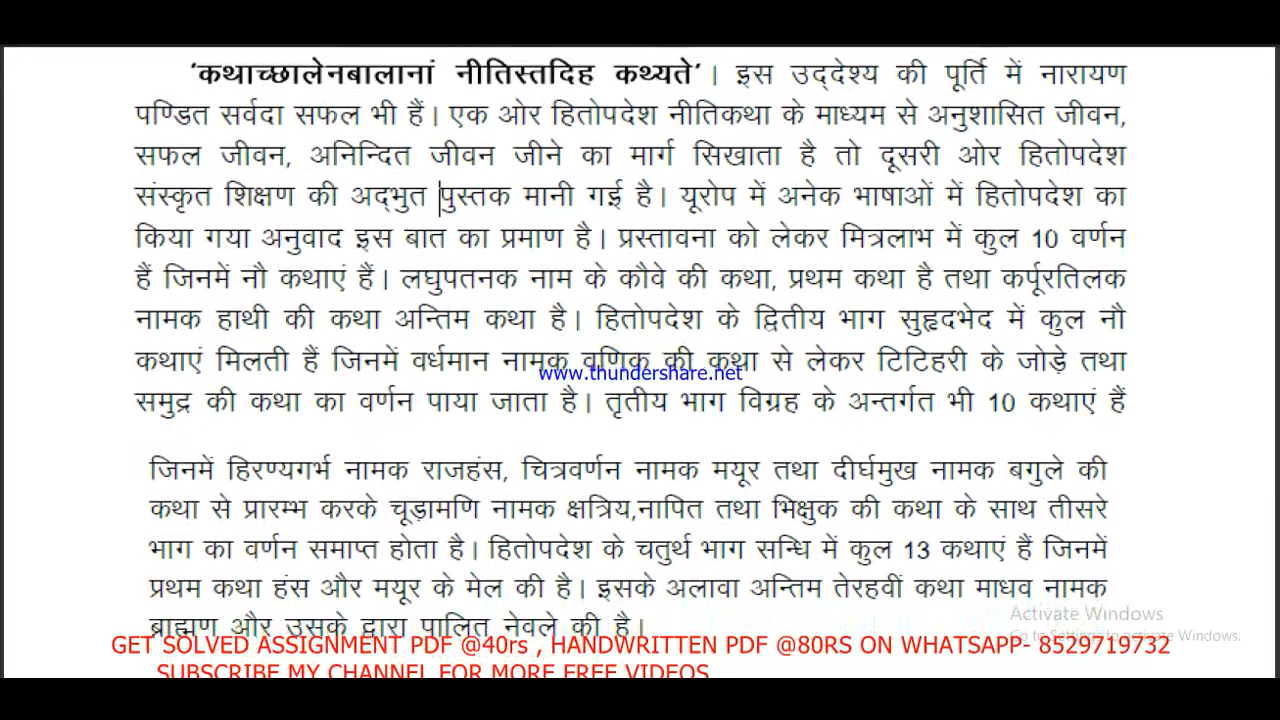 'कथाच्छालेनबालानां नीतिस्तदिह कथ्यते'। इस उद्देश्य की पूर्ति में नारायण
पण्डित सर्वदा सफल भी हैं। एक ओर हितोपदेश नीतिकथा के माध्यम से अनुशासित जीवन,
सफल जीवन, अनिन्दित जीवन जीने का मार्ग सिखाता है तो दूसरी ओर हितोपदेश
संस्कृत शिक्षण की अद्भुत पुस्तक मानी गई है। यूरोप में अनेक भाषाओं में हितोपदेश का
किया गया अनुवाद इस बात का प्रमाण है। प्रस्तावना को लेकर मित्रलाभ में कुल 10 वर्णन
हैं जिनमें नौ कथाएं हैं। लघुपतनक नाम के कौवे की कथा, प्रथम कथा है तथा कर्पूरतिलक
नामक हाथी की कथा अन्तिम कथा है। हितोपदेश के द्वितीय भाग सुहृदभेद में कुल नौ
कथाएं मिलती हैं जिनमें वर्धमान नामक वणिक की कथा से लेकर टिटिहरी के जोड़े तथा
www.thundershare.net
समुद्र की कथा का वर्णन पाया जाता है। तृतीय भाग विग्रह के अन्तर्गत भी 10 कथाएं हैं
जिनमें हिरण्यगर्भ नामक राजहंस, चित्रवर्णन नामक मयूर तथा दीर्घमुख नामक बगुले की
कथा से प्रारम्भ करके चूड़ामणि नामक क्षत्रिय,नापित तथा भिक्षुक की कथा के साथ तीसरे
भाग का वर्णन समाप्त होता है। हितोपदेश के चतुर्थ भाग सन्धि में कुल 13 कथाएं हैं जिनमें
प्रथम कथा हंस और मयूर के मेल की है। इसके अलावा अन्तिम तेरहवीं कथा माधव नामक
ब्राह्मण और उसके द्वारा पालित नेवले की है।
Activate Windows
Go to Settings to activate Windows.
GET SOLVED ASSIGNMENT PDF @40rs , HANDWRITTEN PDF @80RS ON WHATSAPP- 8529719732
SUBSCRIBE MY CHANNEL FOR MORE FREE VIDEOS